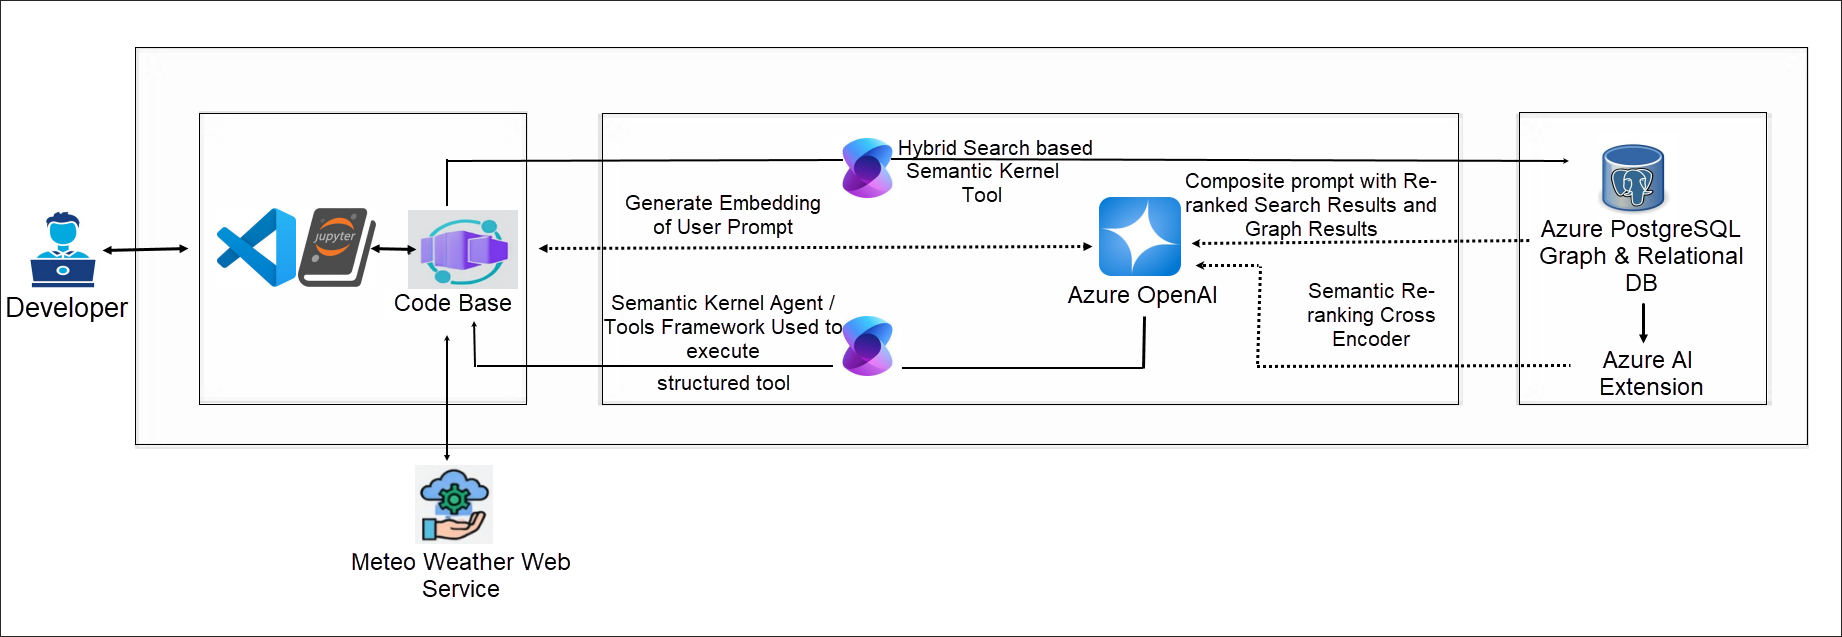 Developer
jupyter
Code Base
Hybrid Search based
Semantic Kernel
Tool
Generate Embedding
of User Prompt
Semantic Kernel Agent /
Tools Framework Used to
execute
structured tool
Azure OpenAI
Composite prompt with Re-
ranked Search Results and
Graph Results
Semantic Re-
ranking Cross
Encoder
Azure PostgreSQL
Graph & Relational
DB
Azure AI
Extension
Meteo Weather Web
Service